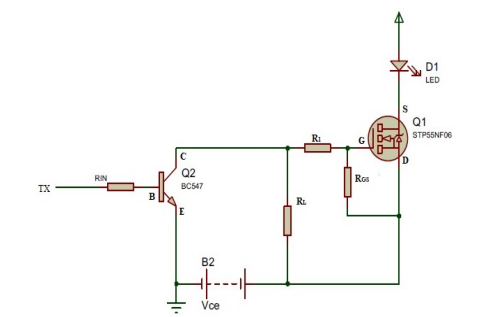 D1
LED
S
Q1
STP55NF06
G
D
R1
RGS
C
Q2
BC547
TX
RIN
B
E
RL
B2
Vce